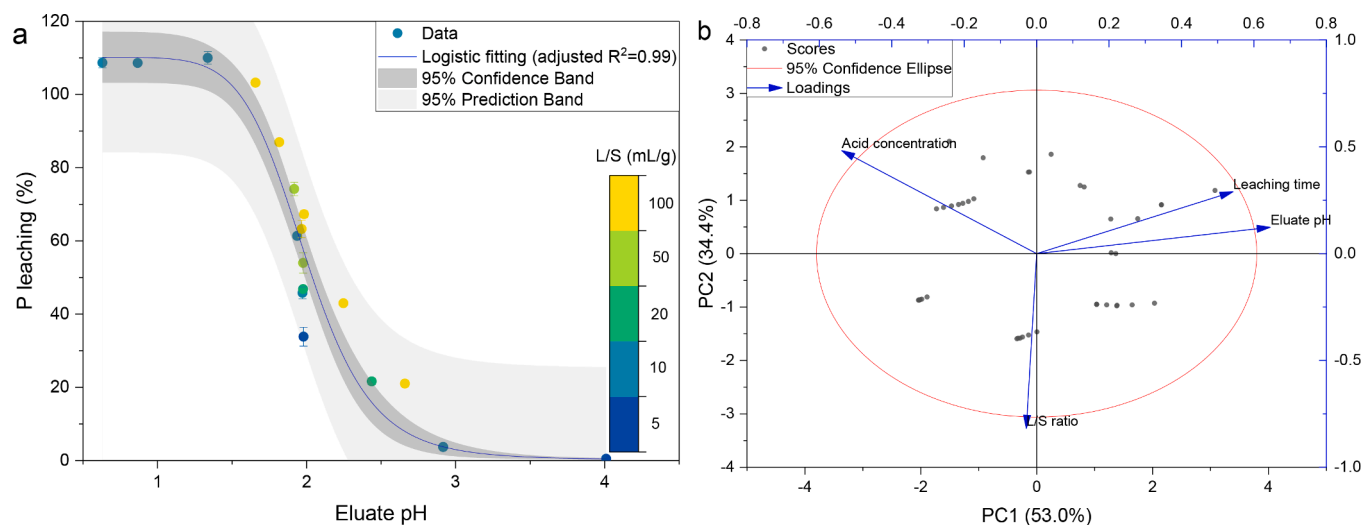 a
P leaching (%)
120
100
80
60
40
20
0
1
2
3
4
Eluate pH
Data
Logistic fitting (adjusted R²=0.99)
95% Confidence Band
95% Prediction Band
L/S (mL/g)
100
50
20
10
5
b
-0.8 -0.6 -0.4 -0.2 0.0 0.2 0.4 0.6 0.8
Scores
95% Confidence Ellipse
Loadings
Acid concentration
Leaching time
Eluate pH
L/S ratio
PC2 (34.4%)
4
3
2
1
0
-1
-2
-3
-4
1.0
0.5
0.0
-0.5
-1.0
-4 -2 0 2 4
PC1 (53.0%)